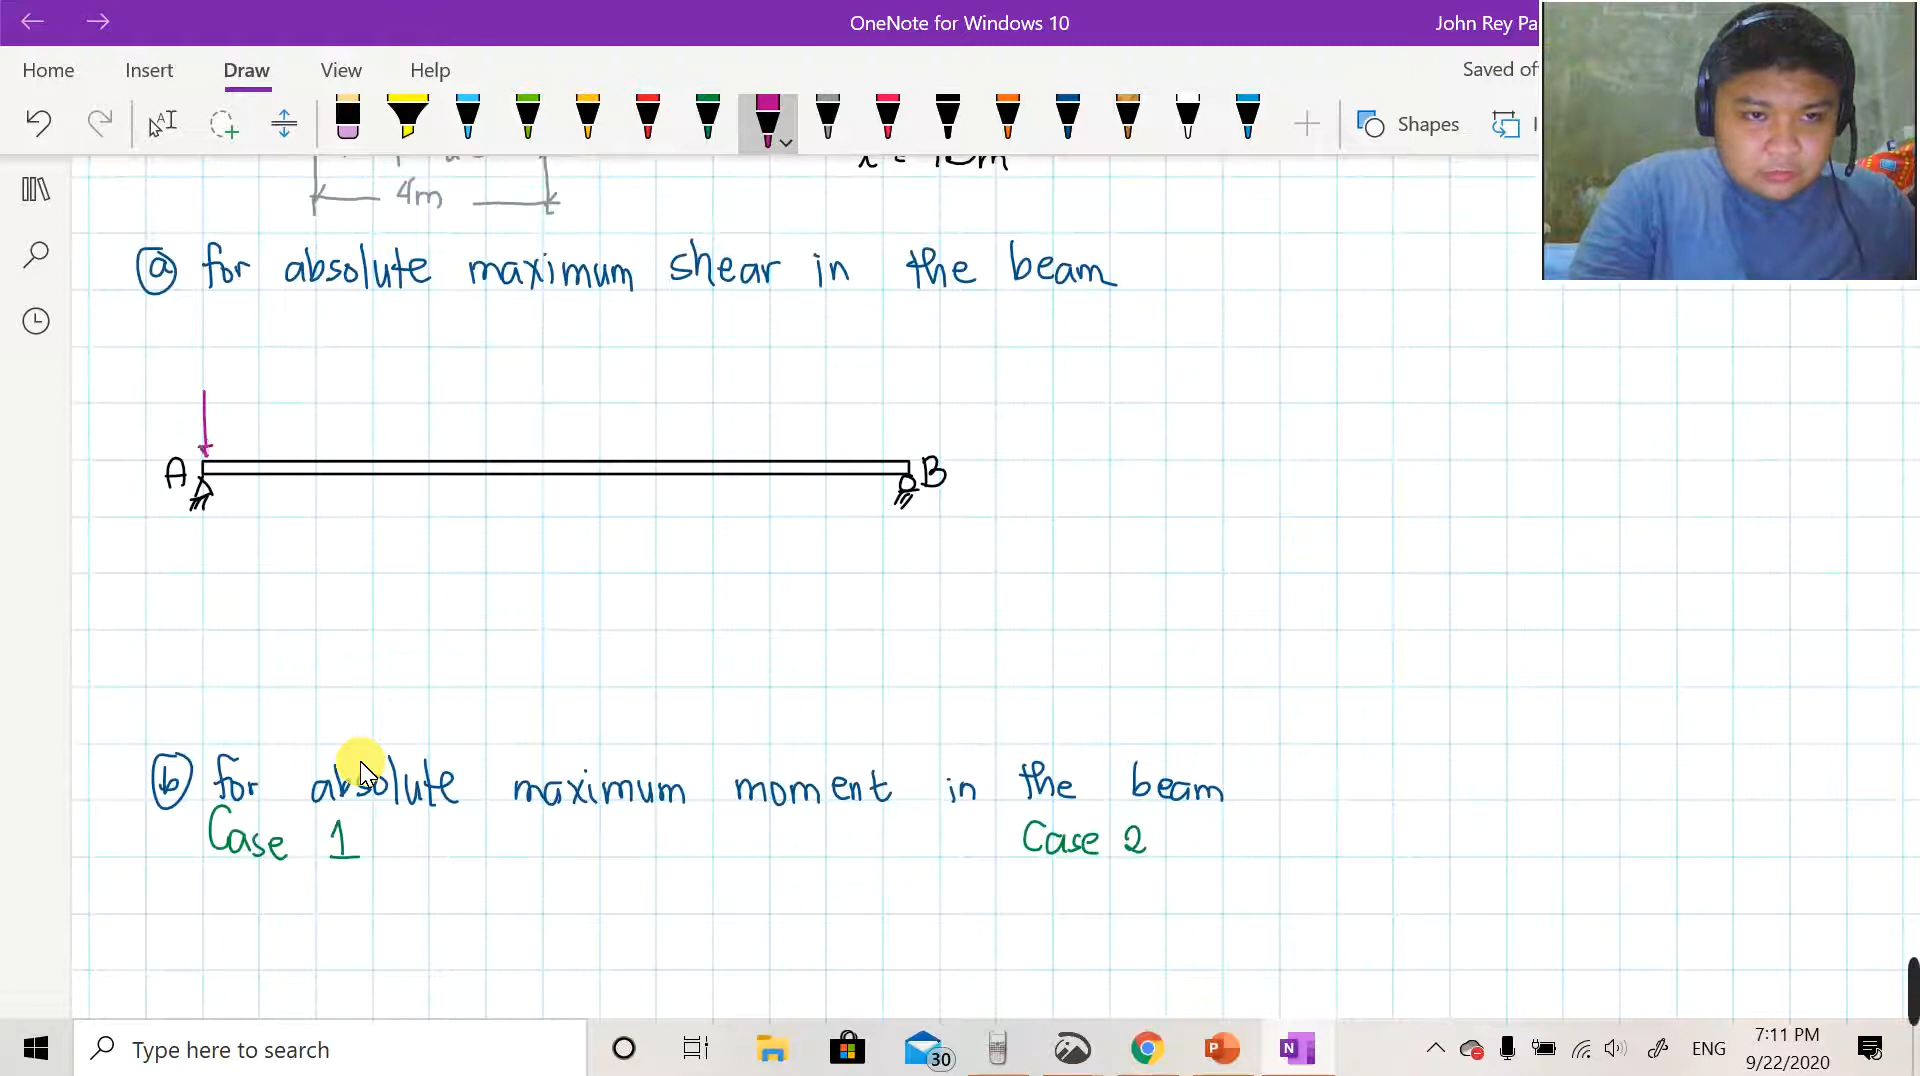 OneNote for Windows 10
John Rey Pa
Home Insert Draw View Help
Saved of
Shapes
4m
ⓐ for absolute maximum shear in the beam
A
B
ⓑ for absolute maximum moment in the beam
Case 1
Case 2
Type here to search
30
ENG
7:11 PM
9/22/2020